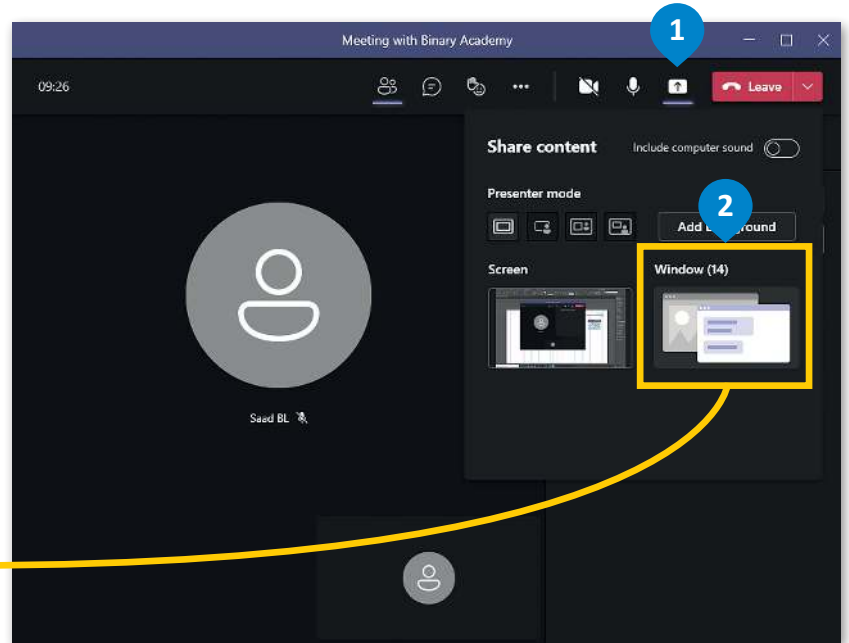 1
Meeting with Binary Academy
09:26
Leave
Share content
Include computer sound
Presenter mode
2
Add
Screen
Window (14)
Saad BL